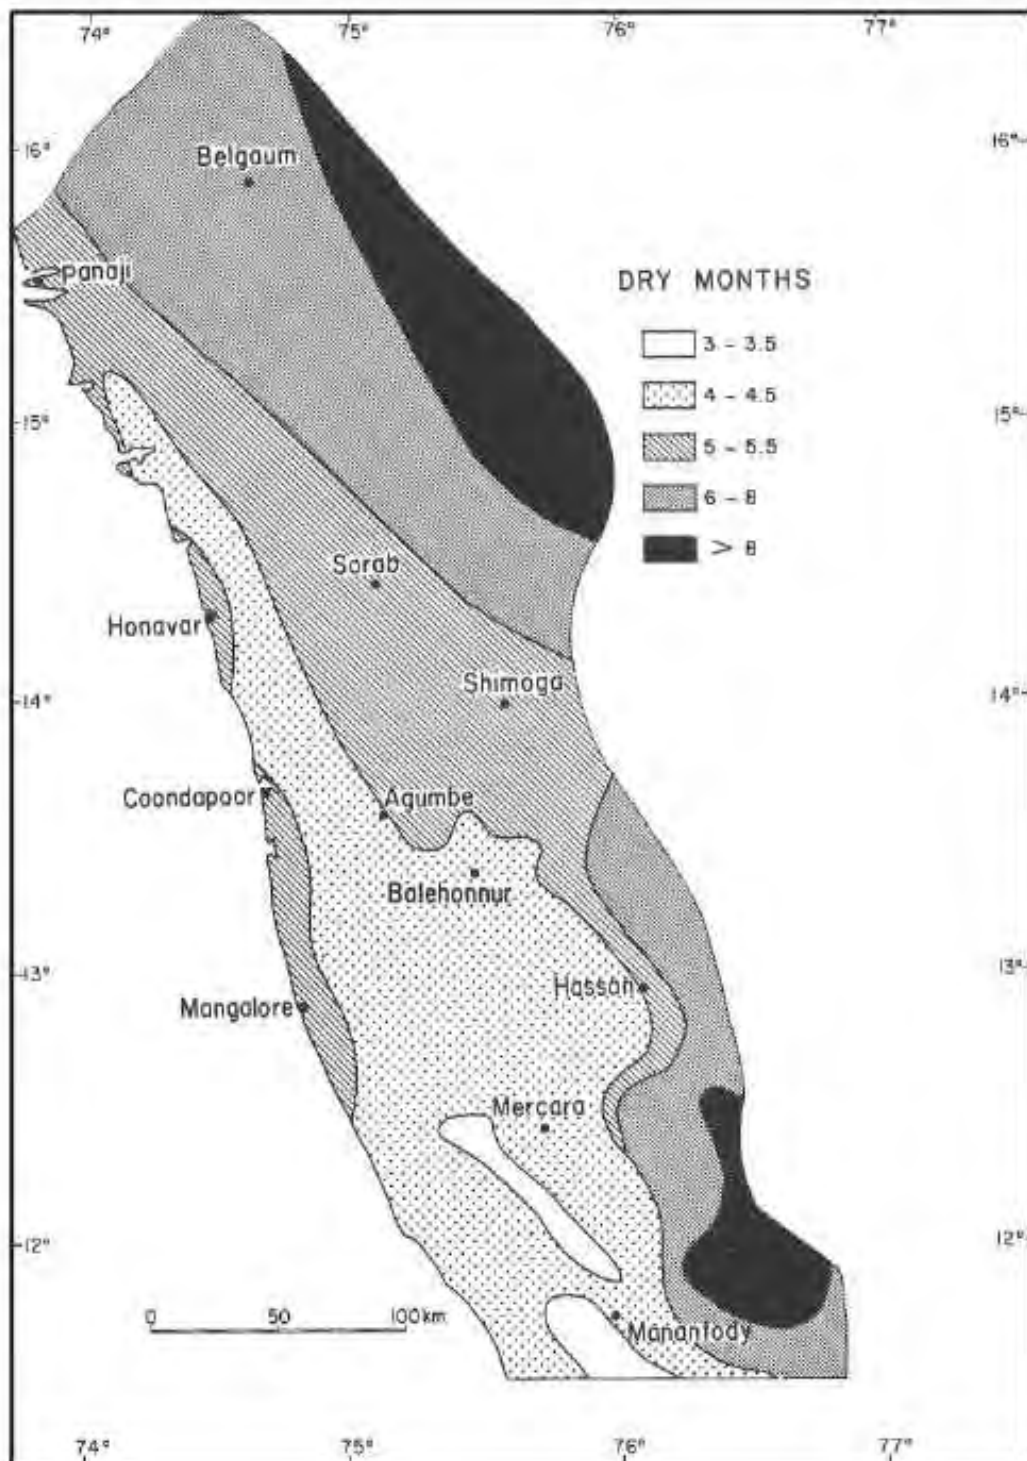 74° 75° 76° 77°
16° 16°
Belgaum
Panaji
DRY MONTHS
3 - 3.5
4 - 4.5
5 - 5.5
6 - 8
> 8
15° 15°
Sorab
Honavar
Shimoga
14° 14°
Coondapoor
Agumbe
Balehonnur
13° 13°
Hassan
Mangalore
Mercara
12° 12°
0 50 100 km
Manantody
74° 75° 76° 77°